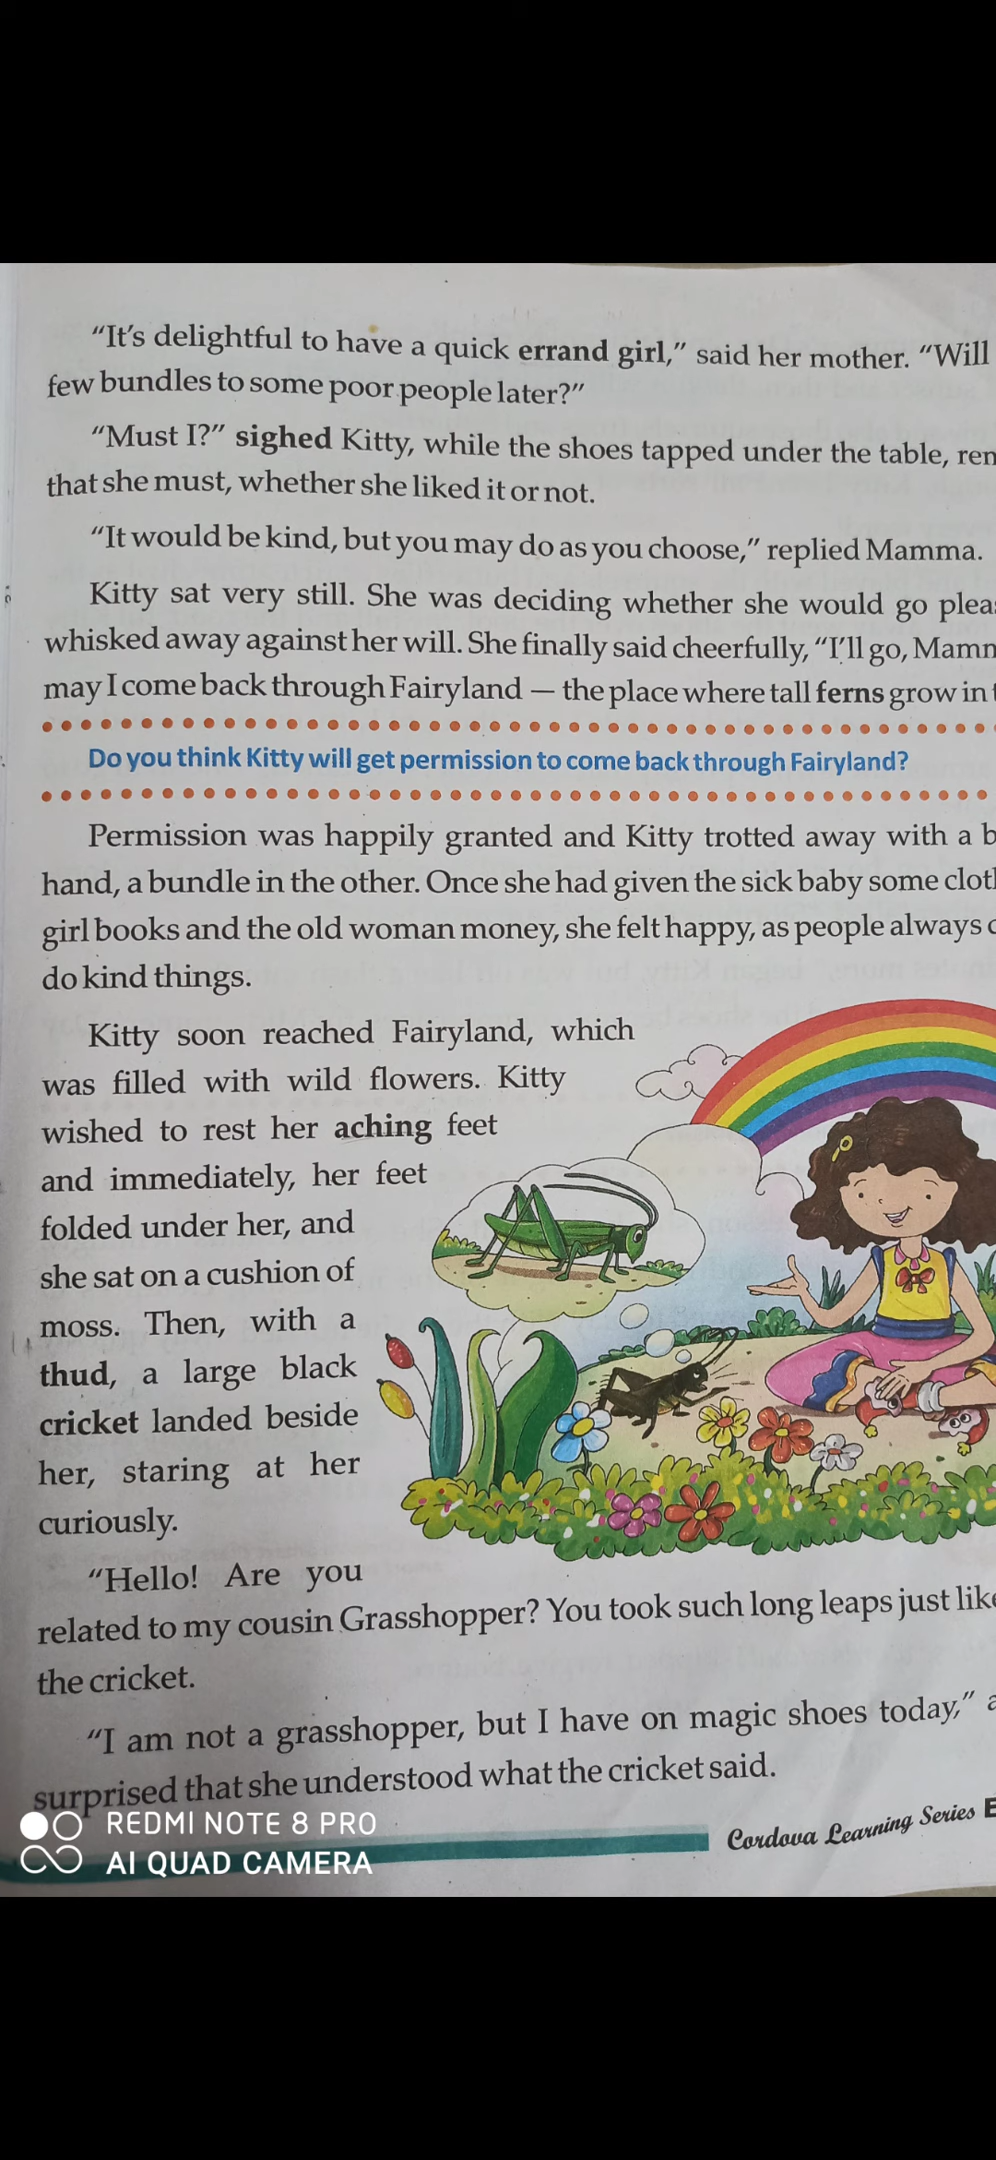 “It’s delightful to have a quick errand girl,” said her mother. “Will
few bundles to some poor people later?”
“Must I?” sighed Kitty, while the shoes tapped under the table,
that she must, whether she liked it or not.
“It would be kind, but you may do as you choose,” replied Mamma.
Kitty sat very still. She was deciding whether she would go
whisked away against her will. She finally said cheerfully, “I’ll go,
may I come back through Fairyland — the place where tall ferns grow in
Do you think Kitty will get permission to come back through Fairyland?
Permission was happily granted and Kitty trotted away with a
hand, a bundle in the other. Once she had given the sick baby some
girl books and the old woman money, she felt happy, as people always
do kind things.
Kitty soon reached Fairyland, which
was filled with wild flowers. Kitty
wished to rest her aching feet
and immediately, her feet
folded under her, and
she sat on a cushion of
moss. Then, with a
thud, a large black
cricket landed beside
her, staring at her
curiously.
“Hello! Are you
related to my cousin Grasshopper? You took such long leaps just
the cricket.
“I am not a grasshopper, but I have on magic shoes today,”
surprised that she understood what the cricket said.
Cordova Learning Series
REDMI NOTE 8 PRO
AI QUAD CAMERA